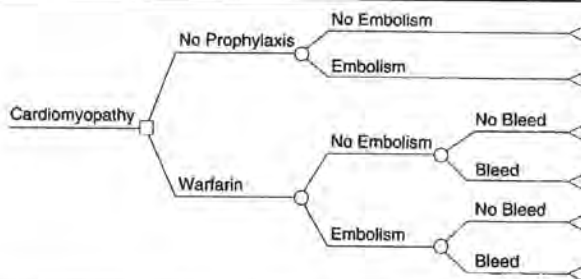 No Embolism
No Prophylaxis
Embolism
Cardiomyopathy
No Bleed
No Embolism
Bleed
Warfarin
No Bleed
Embolism
Bleed